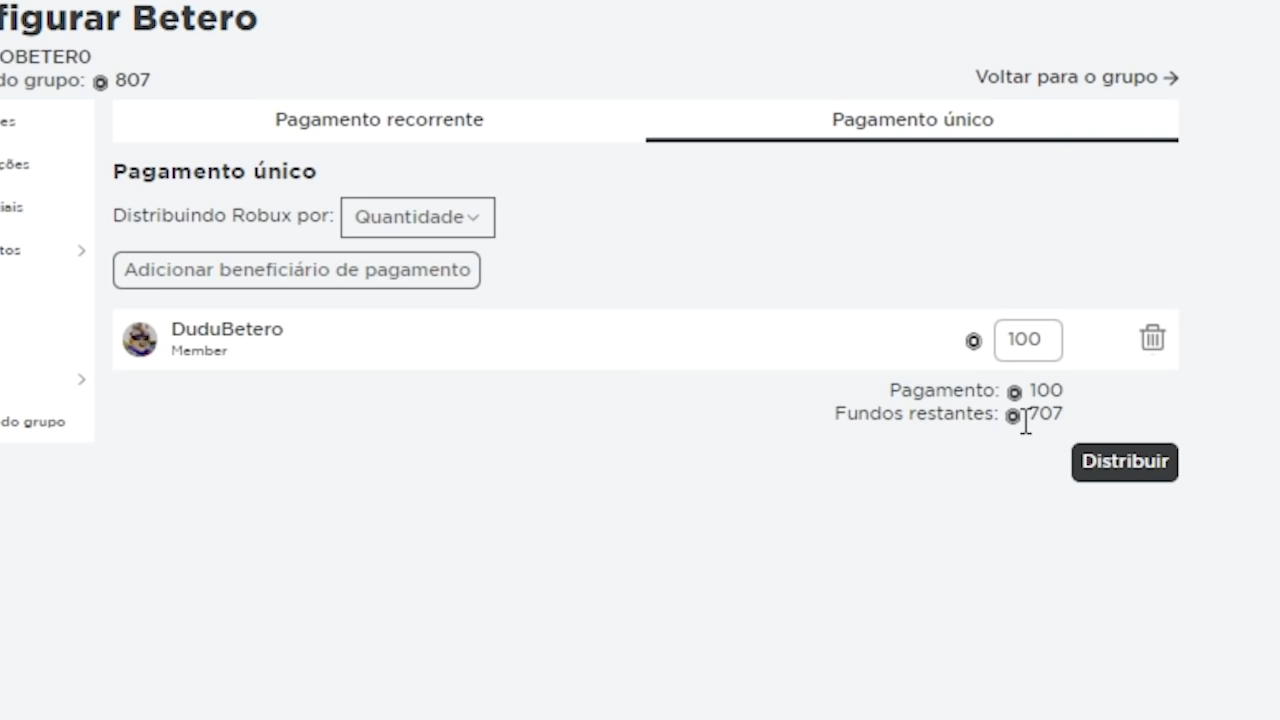 figurar Betero
OBETER0
do grupo: 807
Voltar para o grupo
es
ções
iais
tos
do grupo
Pagamento recorrente
Pagamento único
Pagamento único
Distribuindo Robux por: Quantidade
Adicionar beneficiário de pagamento
DuduBetero
Member
100
Pagamento: 100
Fundos restantes: 707
Distribuir